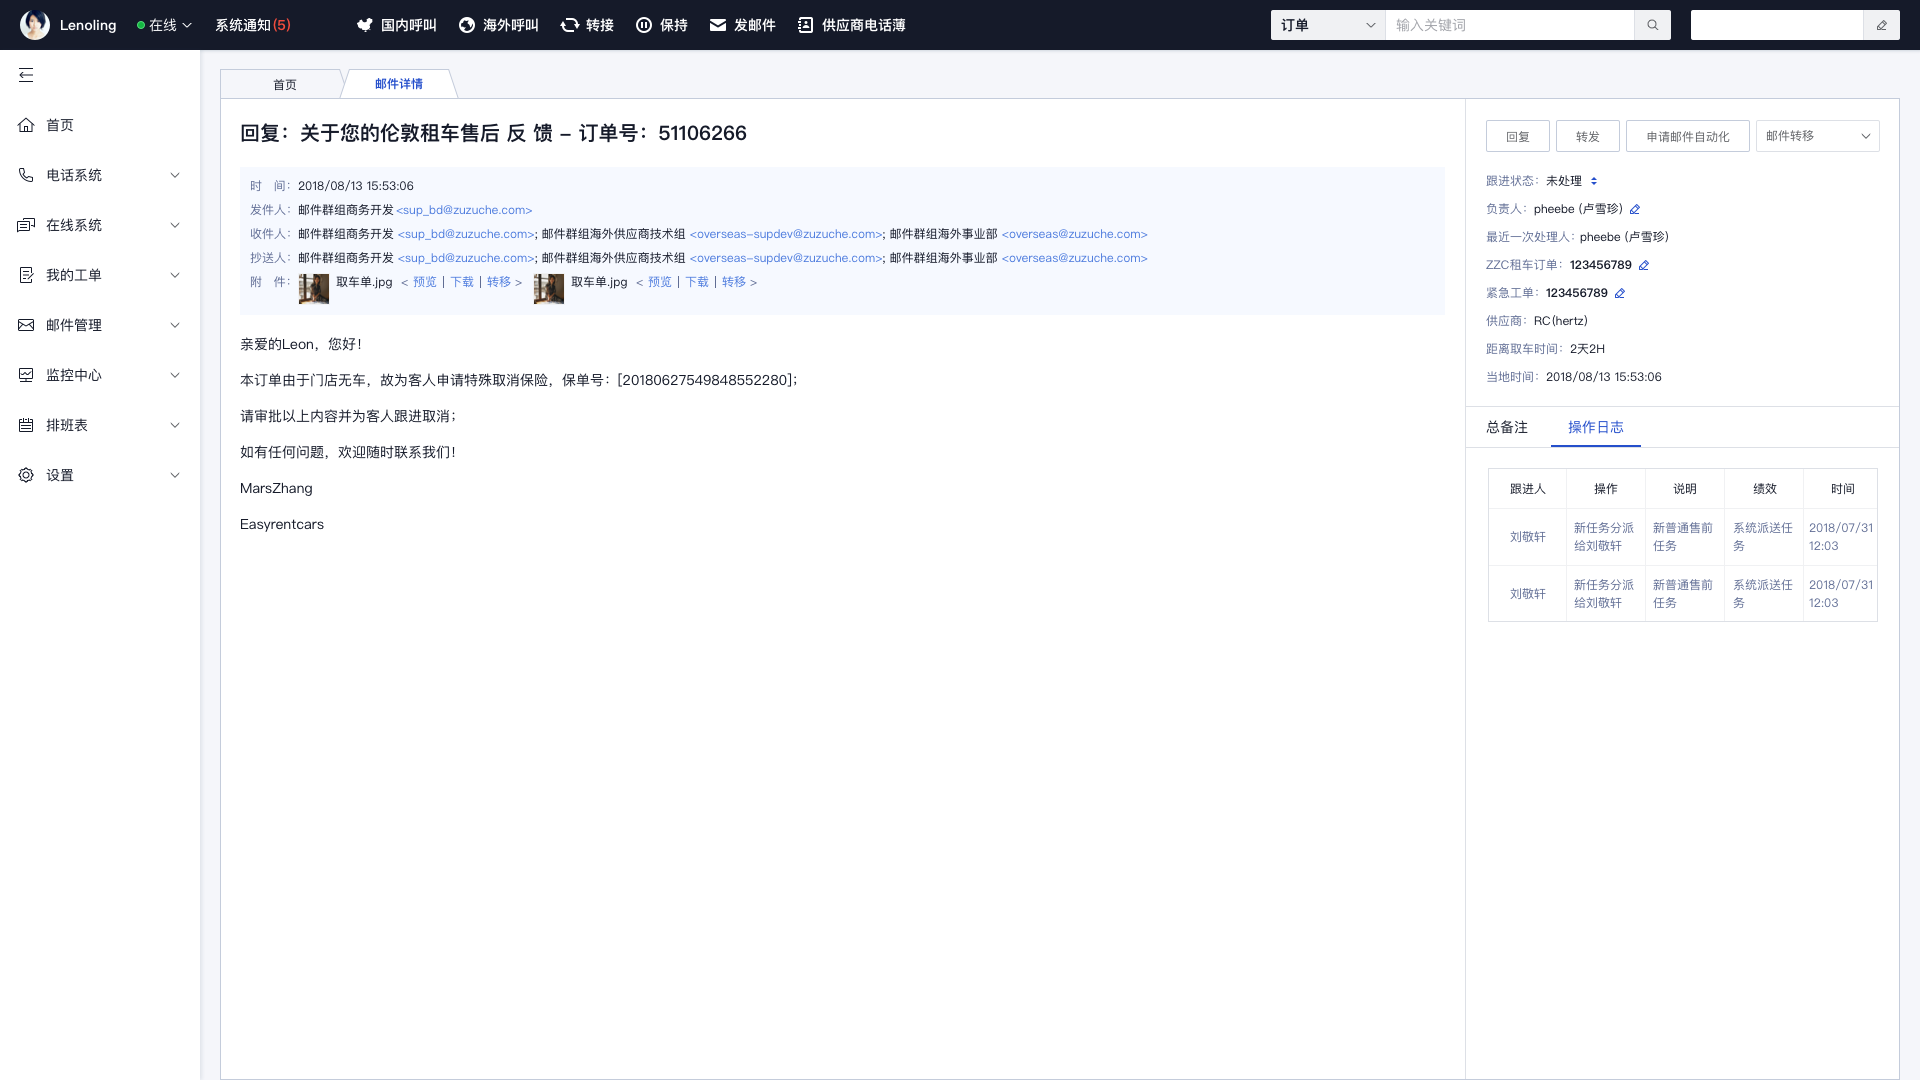 Lenoling 在线 系统通知(5) 国内呼叫 海外呼叫 转接 保持 发邮件 供应商电话薄 订单 输入关键词
首页
电话系统
在线系统
我的工单
邮件管理
监控中心
排班表
设置
首页 邮件详情
回复：关于您的伦敦租车售后 反 馈 – 订单号：51106266
时 间：2018/08/13 15:53:06
发件人：邮件群组商务开发<sup_bd@zuzuche.com>
收件人：邮件群组商务开发 <sup_bd@zuzuche.com>; 邮件群组海外供应商技术组 <overseas-supdev@zuzuche.com>; 邮件群组海外事业部 <overseas@zuzuche.com>
抄送人：邮件群组商务开发 <sup_bd@zuzuche.com>; 邮件群组海外供应商技术组 <overseas-supdev@zuzuche.com>; 邮件群组海外事业部 <overseas@zuzuche.com>
附 件： 取车单.jpg < 预览 | 下载 | 转移 > 取车单.jpg < 预览 | 下载 | 转移 >
亲爱的Leon，您好！
本订单由于门店无车，故为客人申请特殊取消保险，保单号：[20180627549848552280]；
请审批以上内容并为客人跟进取消；
如有任何问题，欢迎随时联系我们！
MarsZhang
Easyrentcars
回复 转发 申请邮件自动化 邮件转移
跟进状态：未处理
负责人：pheebe (卢雪珍)
最近一次处理人：pheebe (卢雪珍)
ZZC租车订单：123456789
紧急工单：123456789
供应商：RC(hertz)
距离取车时间：2天2H
当地时间：2018/08/13 15:53:06
总备注 操作日志
跟进人 操作 说明 绩效 时间
刘敬轩 新任务分派给刘敬轩 新普通售前任务 系统派送任务 2018/07/31 12:03
刘敬轩 新任务分派给刘敬轩 新普通售前任务 系统派送任务 2018/07/31 12:03